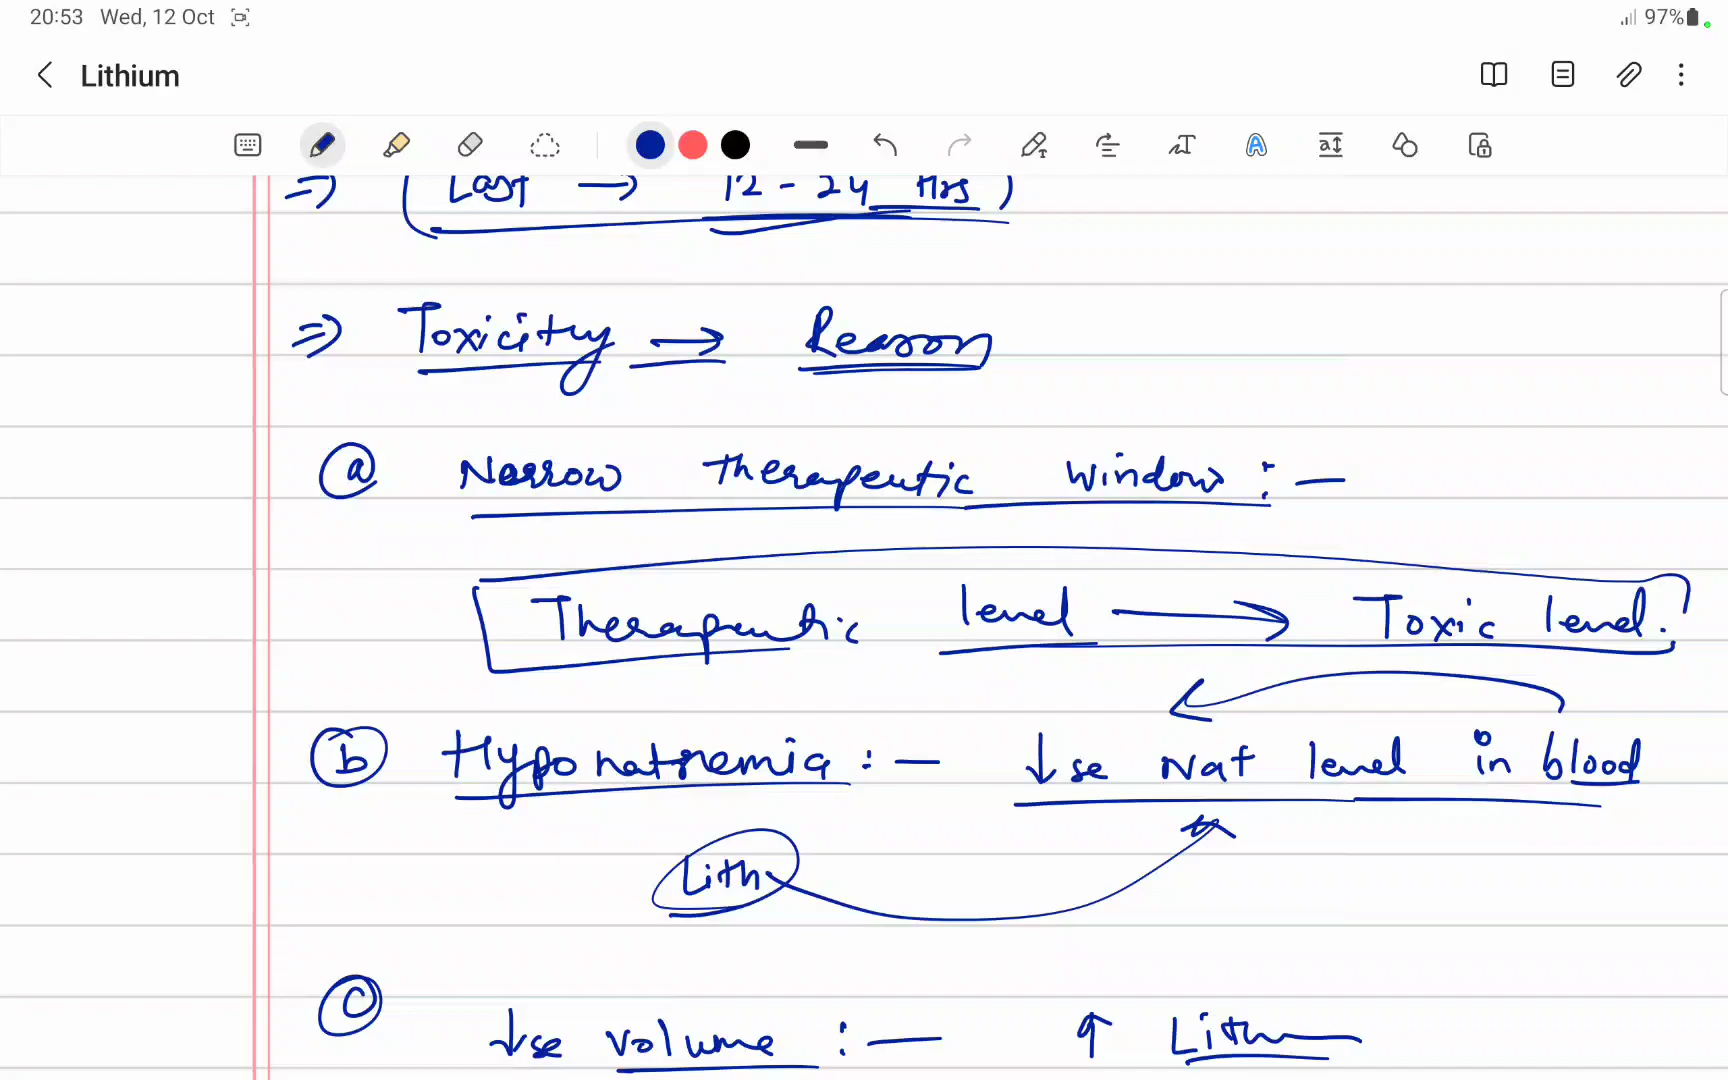 20:53 Wed, 12 Oct 97%
Lithium
⇒ (Last → 12 - 24 Hrs)
⇒ Toxicity → Reason
ⓐ Narrow therapeutic window :—
Therapeutic level → Toxic level.
ⓑ Hyponatremia :— ↓se Na+ level in blood
Lith
ⓒ
↓se volume :— ↑ Lith